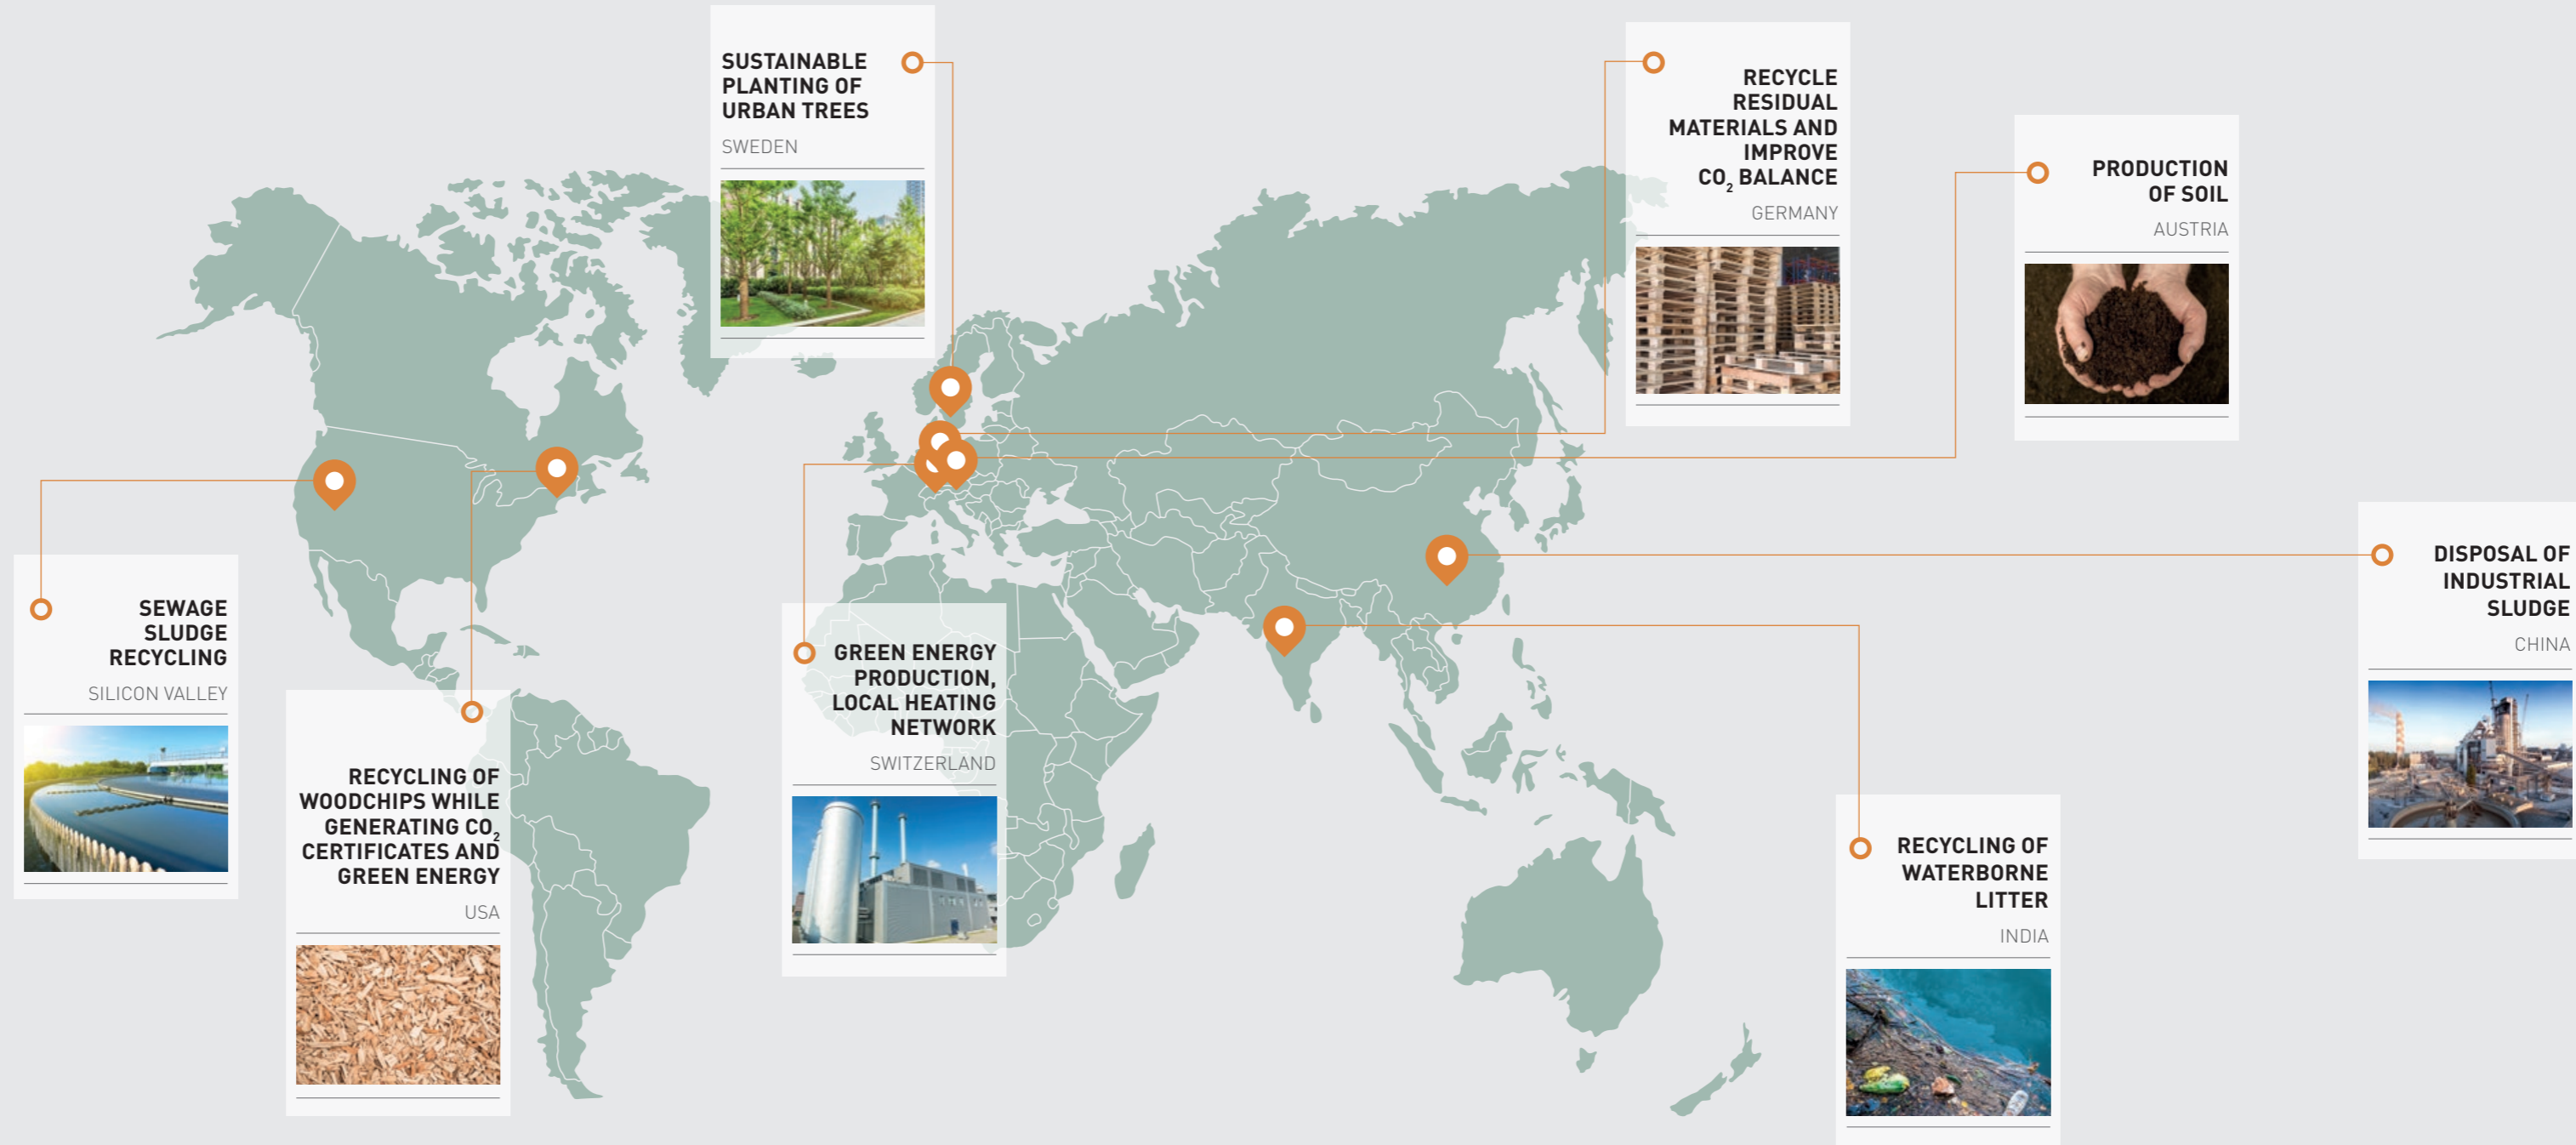 SUSTAINABLE
PLANTING OF
URBAN TREES
SWEDEN
RECYCLE
RESIDUAL
MATERIALS AND
IMPROVE
CO₂ BALANCE
GERMANY
PRODUCTION
OF SOIL
AUSTRIA
SEWAGE
SLUDGE
RECYCLING
SILICON VALLEY
RECYCLING OF
WOODCHIPS WHILE
GENERATING CO₂
CERTIFICATES AND
GREEN ENERGY
USA
GREEN ENERGY
PRODUCTION,
LOCAL HEATING
NETWORK
SWITZERLAND
RECYCLING OF
WATERBORNE
LITTER
INDIA
DISPOSAL OF
INDUSTRIAL
SLUDGE
CHINA